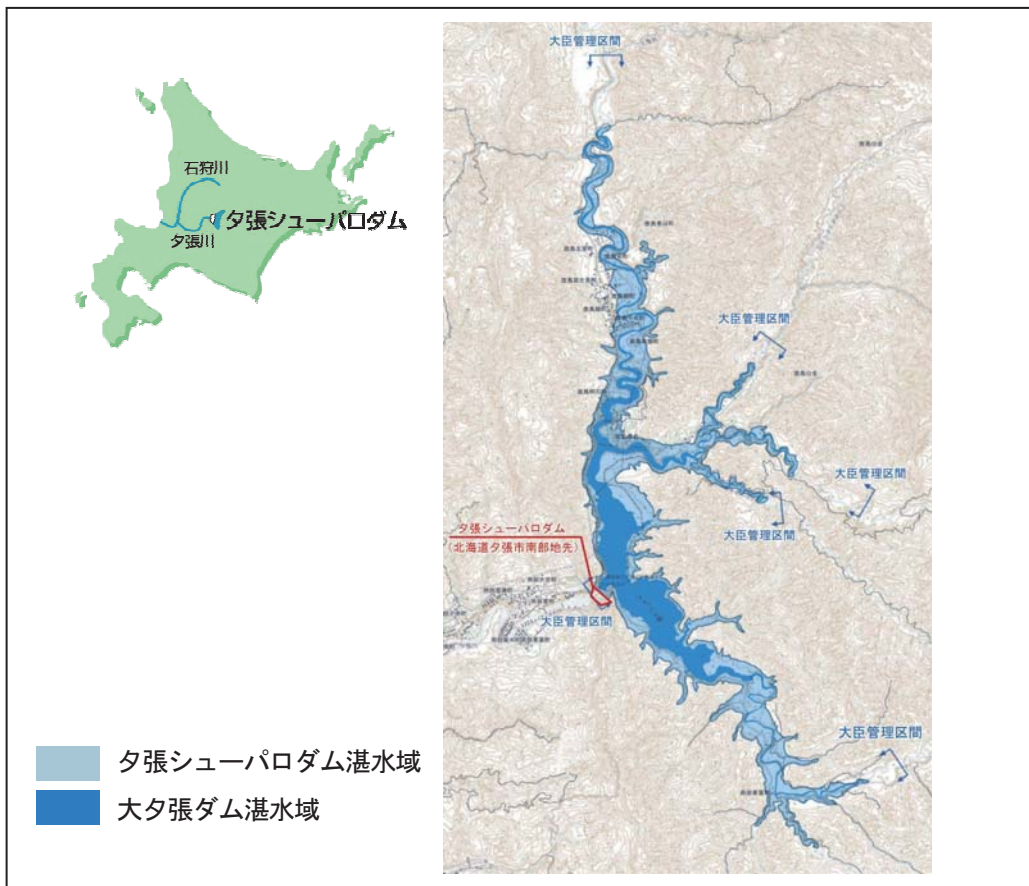 大臣管理区間
石狩川
夕張シューパロダム
夕張川
大臣管理区間
大臣管理区間
大臣管理区間
夕張シューパロダム
(北海道夕張市南部地先)
大臣管理区間
大臣管理区間
夕張シューパロダム湛水域
大夕張ダム湛水域